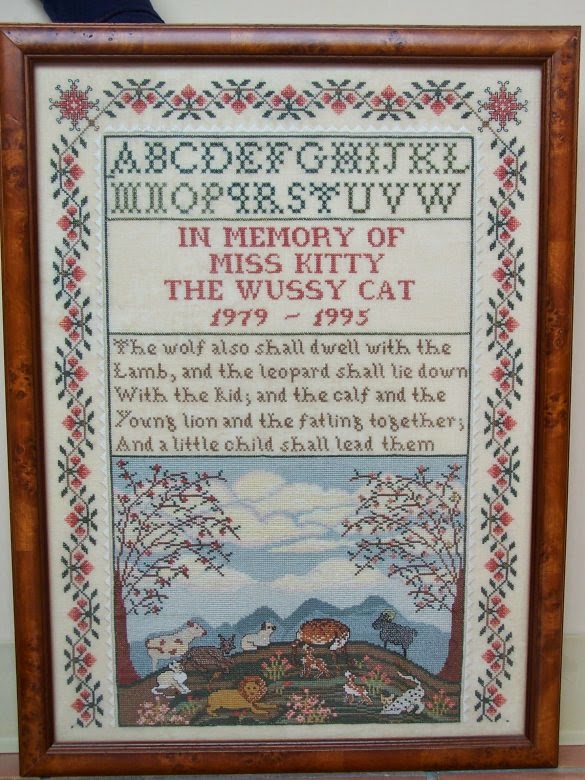 ABCDEFGHIJKL
MNOPQRSTUVW
IN MEMORY OF
MISS KITTY
THE WUSSY CAT
1979 - 1995
The wolf also shall dwell with the
Lamb, and the leopard shall lie down
With the kid; and the calf and the
Young lion and the fatling together;
And a little child shall lead them